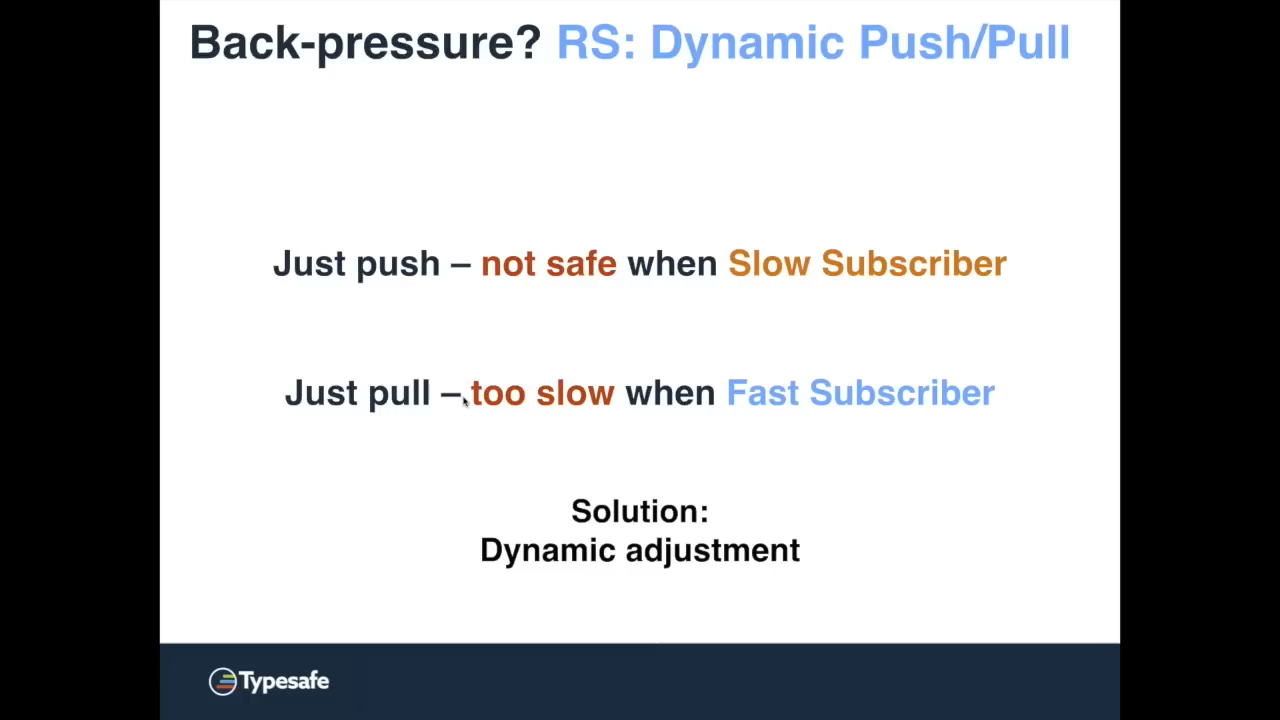 Back-pressure? RS: Dynamic Push/Pull
Just push – not safe when Slow Subscriber
Just pull – too slow when Fast Subscriber
Solution:
Dynamic adjustment
Typesafe